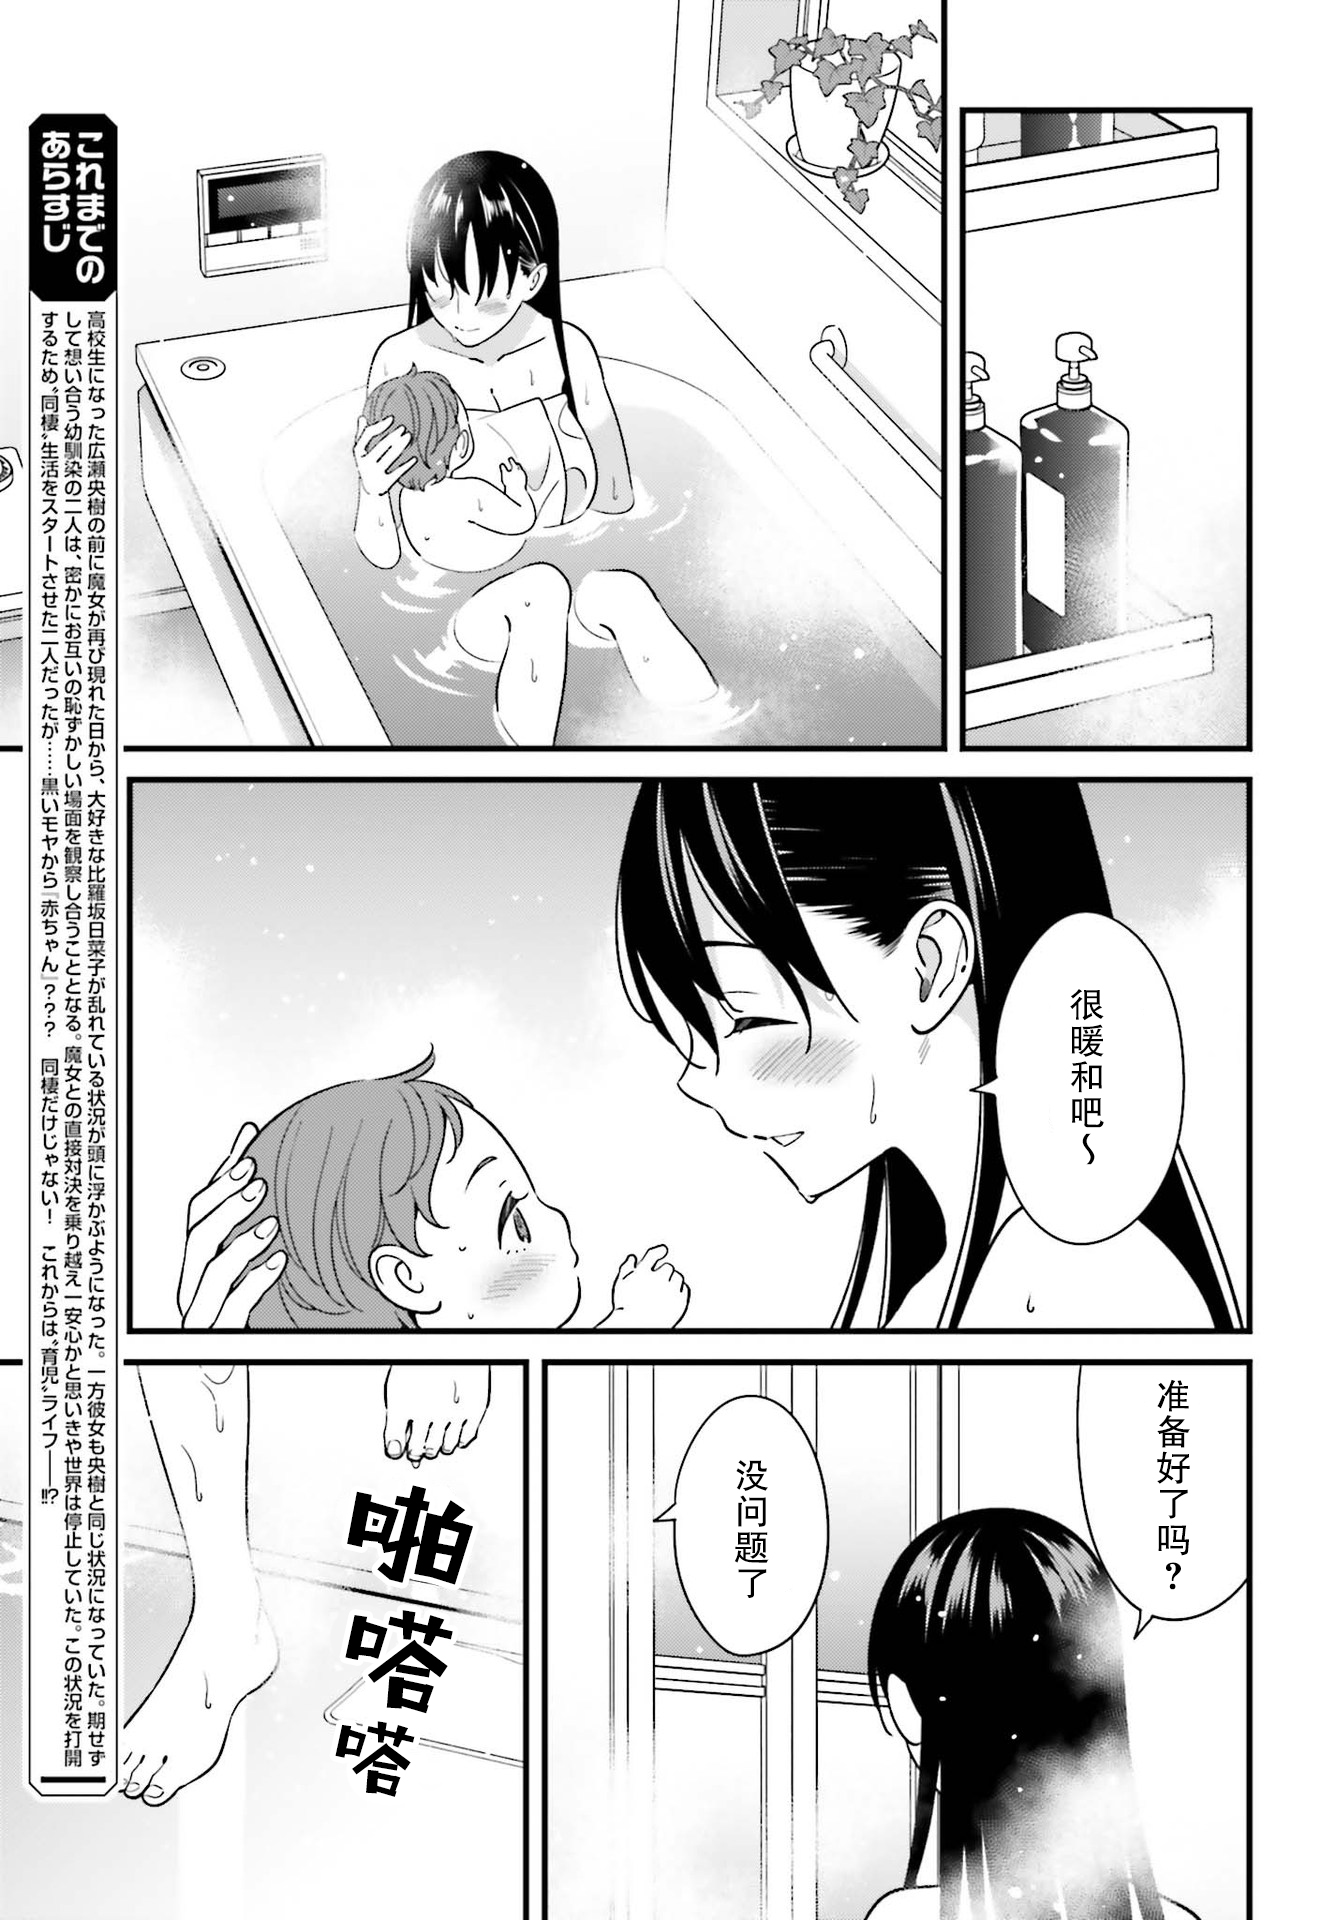 很暖和吧～
准备好了吗?
没问题了
啪
嗒
嗒
これまでの
あらすじ
高校生になった広瀬央樹の前に魔女が再び現れた日から、大好きな比羅坂日菜子が乱れている状況が頭に浮かぶようになった。一方彼女も央樹と同じ状況になっていた。期せず
して想い合う幼馴染の二人は、密かにお互いの恥ずかしい場面を観察し合うこととなる。魔女との直接対決を乗り越え一安心かと思いきや世界は停止していた。この状況を打開
するため〝同棲〟生活をスタートさせた二人だったが……黒いモヤから『赤ちゃん』???　同棲だけじゃない!　これからは〝育児〟ライフ――!!?